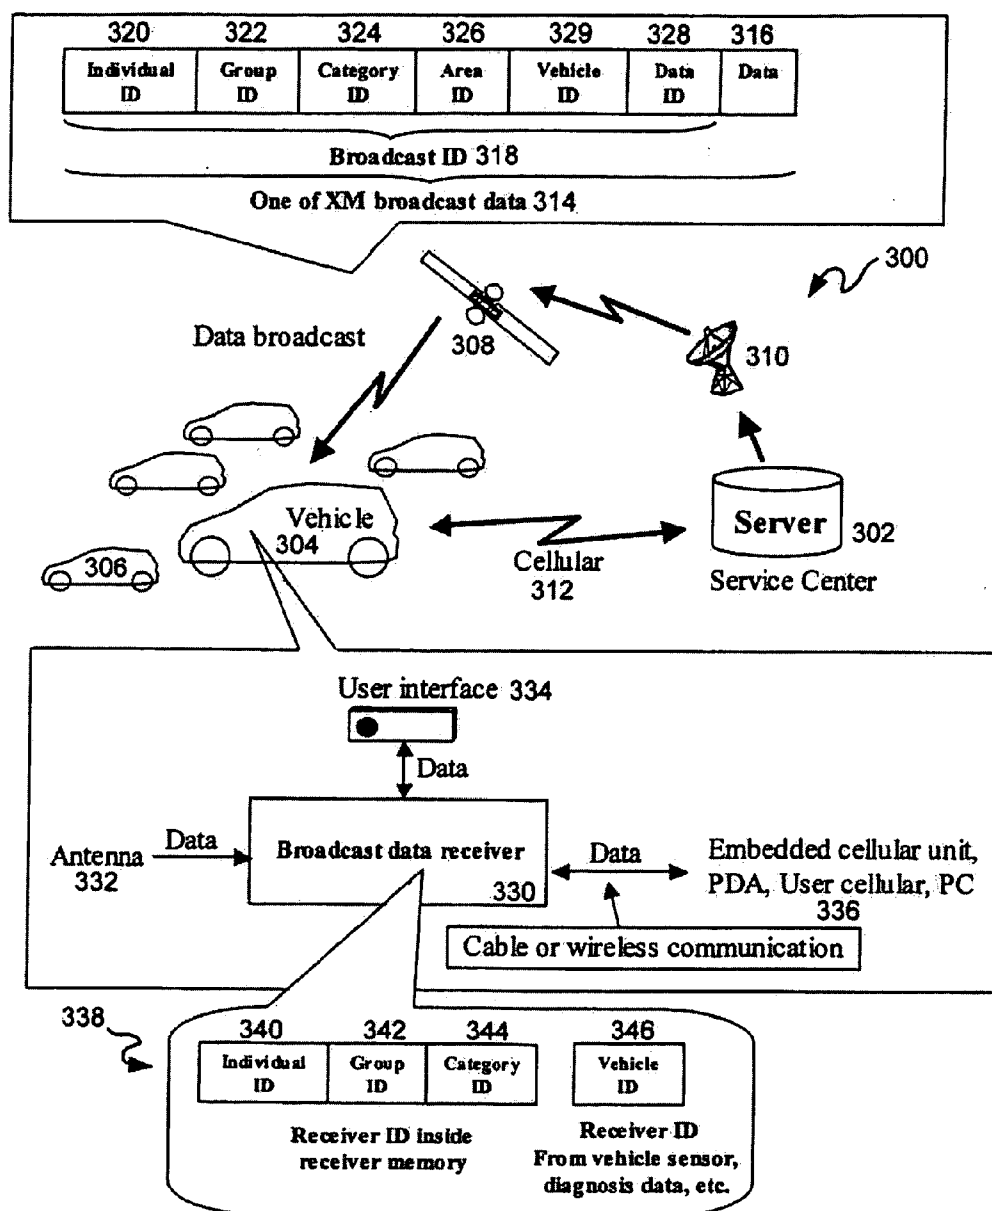 320 322 324 326 329 328 316
Individual ID Group ID Category ID Area ID Vehicle ID Data ID Data
Broadcast ID 318
One of XM broadcast data 314
300
Data broadcast
308
310
Vehicle
304
306
Cellular
312
Server
302
Service Center
User interface 334
Data
Antenna
332
Data
Broadcast data receiver
330
Data
Embedded cellular unit,
PDA, User cellular, PC
336
Cable or wireless communication
338
340 342 344 346
Individual ID Group ID Category ID Vehicle ID
Receiver ID inside
receiver memory
Receiver ID
From vehicle sensor,
diagnosis data, etc.